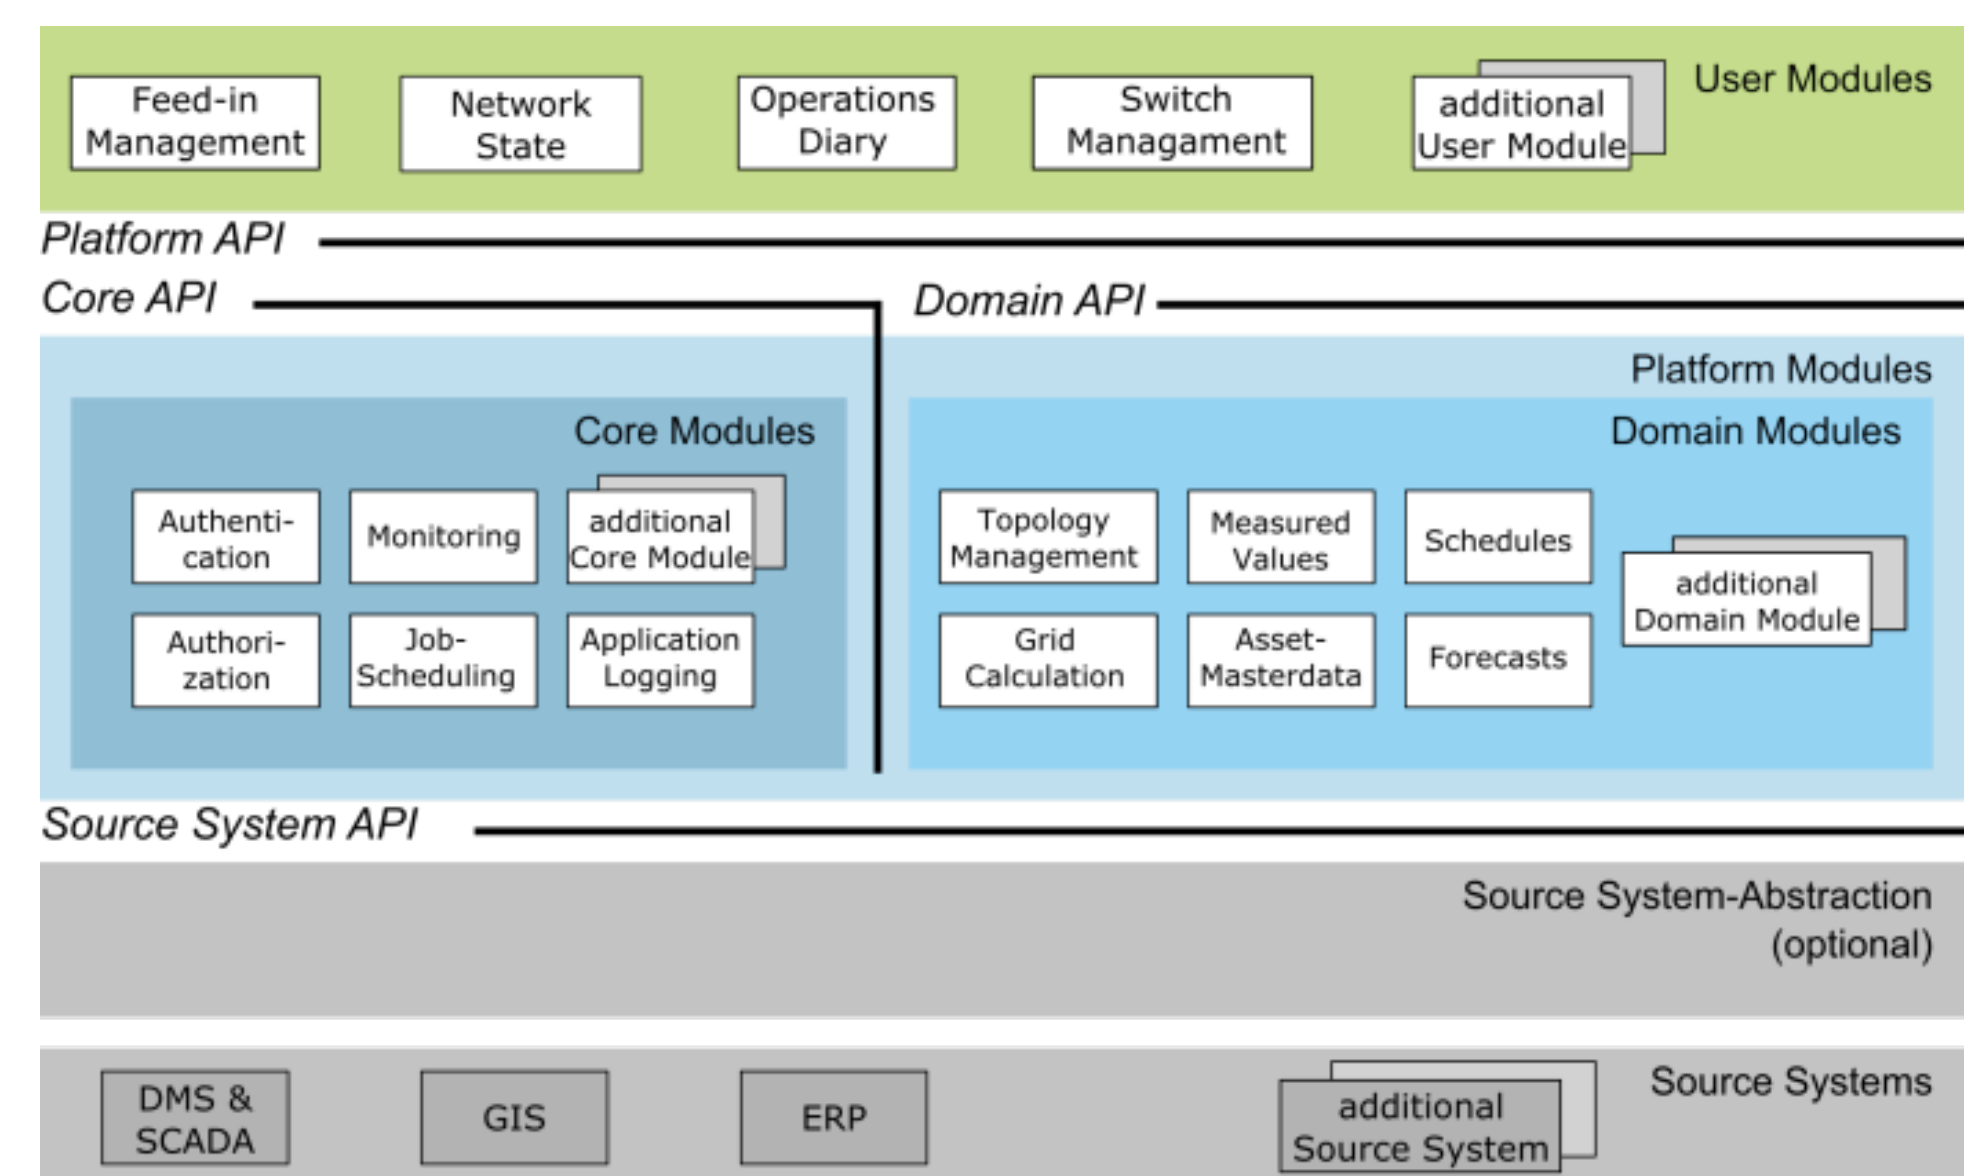 User Modules
Feed-in
Management
Network
State
Operations
Diary
Switch
Managament
additional
User Module
Platform API
Core API
Domain API
Platform Modules
Core Modules
Authenti-
cation
Monitoring
additional
Core Module
Authori-
zation
Job-
Scheduling
Application
Logging
Domain Modules
Topology
Management
Measured
Values
Schedules
additional
Domain Module
Grid
Calculation
Asset-
Masterdata
Forecasts
Source System API
Source System-Abstraction
(optional)
Source Systems
DMS &
SCADA
GIS
ERP
additional
Source System